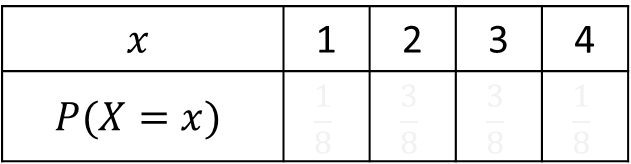 x 1 2 3 4
P(X = x) 1/8 3/8 3/8 1/8